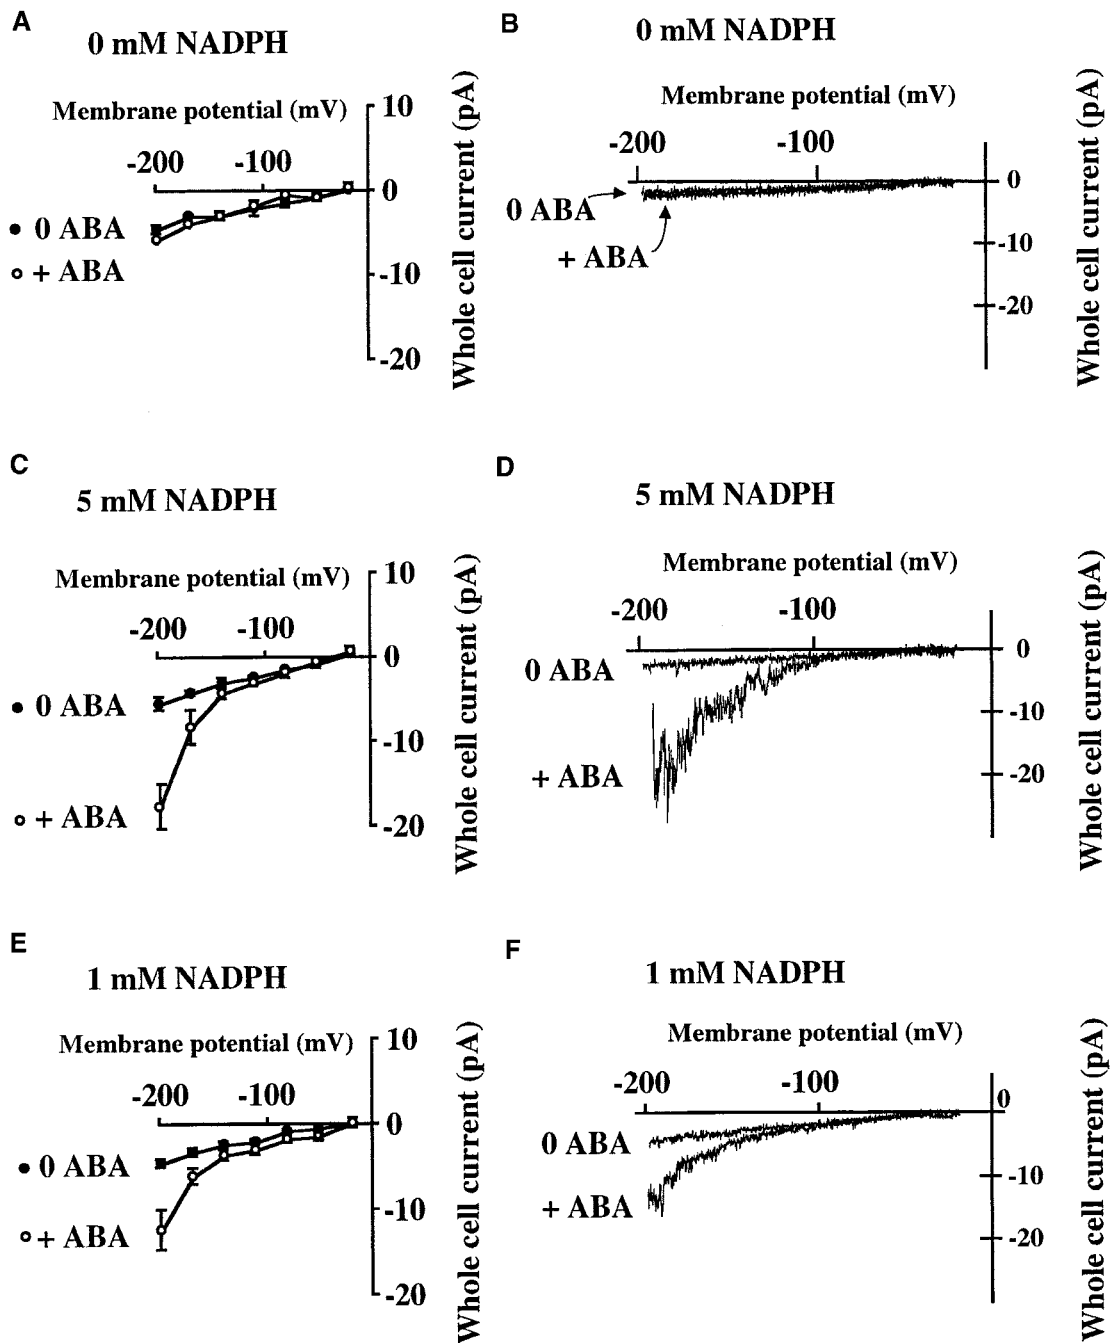 A
0 mM NADPH
Membrane potential (mV)
-200 -100
10
0
-10
-20
Whole cell current (pA)
0 ABA
+ ABA
B
0 mM NADPH
Membrane potential (mV)
-200 -100
0
-10
-20
Whole cell current (pA)
0 ABA
+ ABA
C
5 mM NADPH
Membrane potential (mV)
-200 -100
10
0
-10
-20
Whole cell current (pA)
0 ABA
+ ABA
D
5 mM NADPH
Membrane potential (mV)
-200 -100
0
-10
-20
Whole cell current (pA)
0 ABA
+ ABA
E
1 mM NADPH
Membrane potential (mV)
-200 -100
10
0
-10
-20
Whole cell current (pA)
0 ABA
+ ABA
F
1 mM NADPH
Membrane potential (mV)
-200 -100
0
-10
-20
Whole cell current (pA)
0 ABA
+ ABA